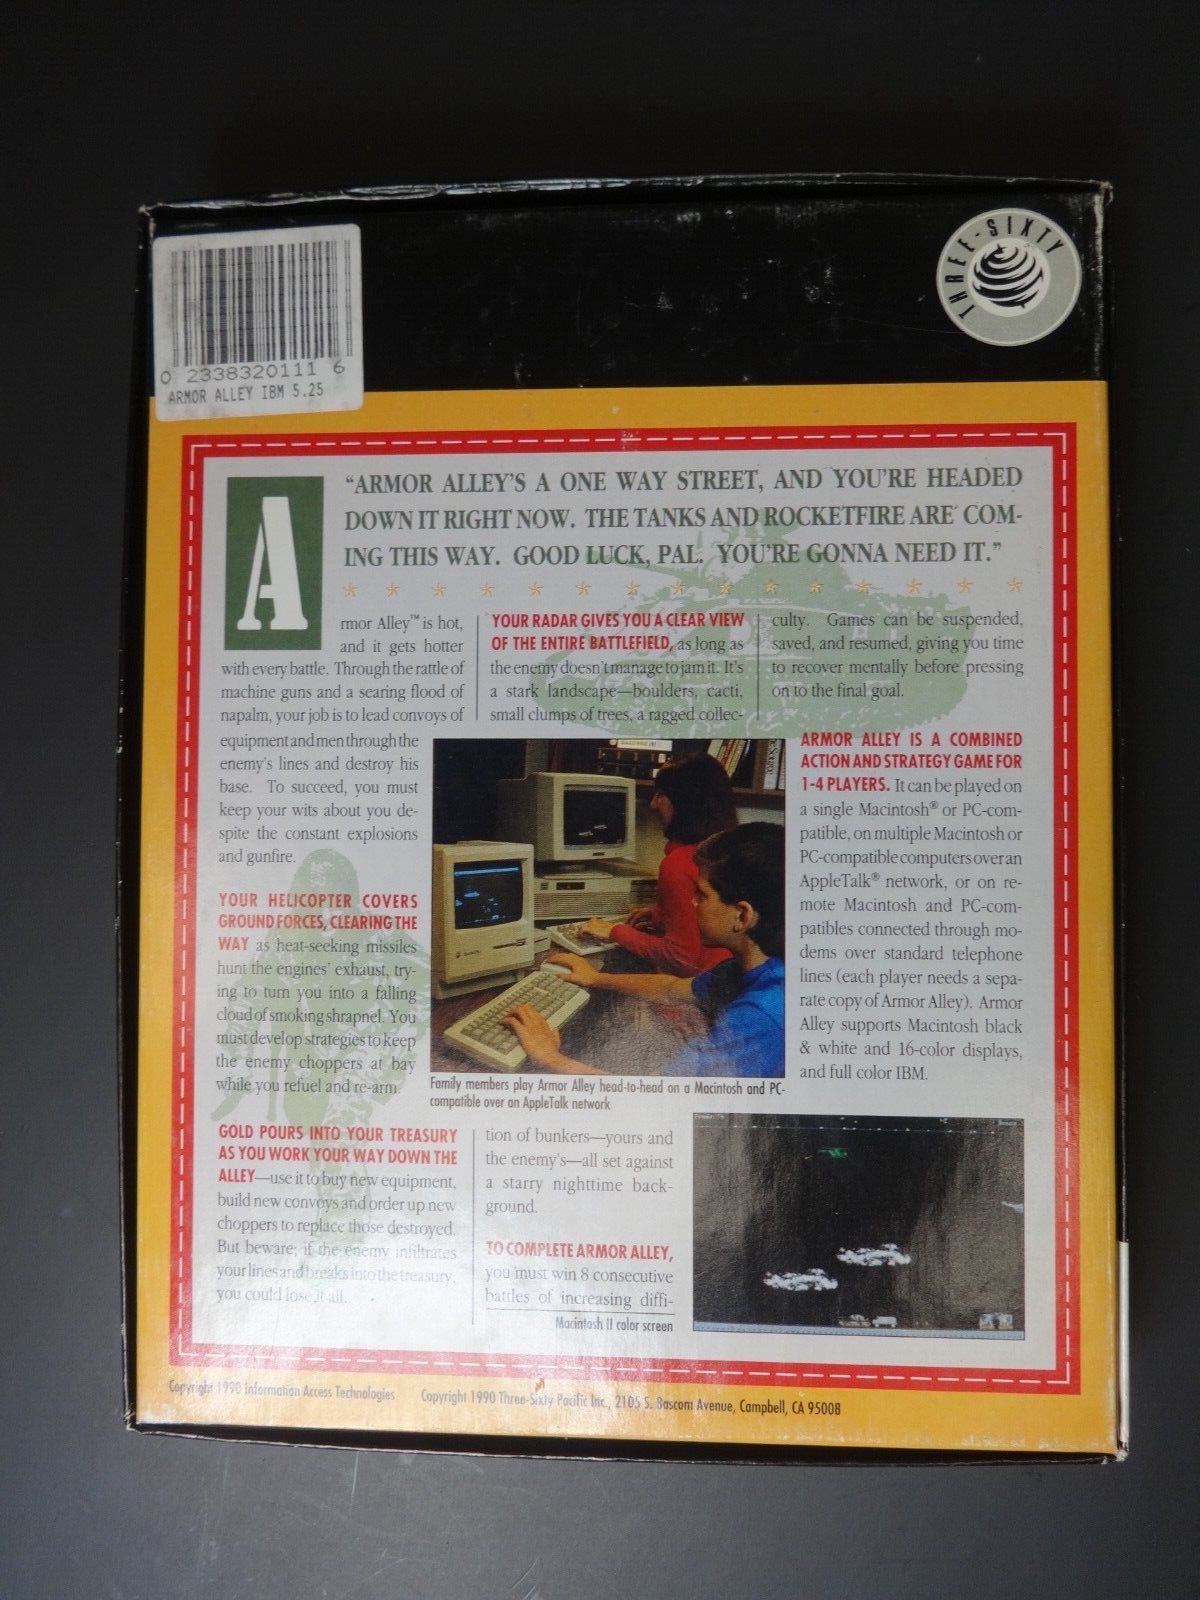 THREE-SIXTY
0 2338320111 6
ARMOR ALLEY IBM 5.25
"ARMOR ALLEY'S A ONE WAY STREET, AND YOU'RE HEADED
DOWN IT RIGHT NOW. THE TANKS AND ROCKETFIRE ARE COM-
ING THIS WAY. GOOD LUCK, PAL. YOU'RE GONNA NEED IT."
A
rmor Alley™ is hot,
and it gets hotter
with every battle. Through the rattle of
machine guns and a searing flood of
napalm, your job is to lead convoys of
equipment and men through the
enemy's lines and destroy his
base. To succeed, you must
keep your wits about you de-
spite the constant explosions
and gunfire.
YOUR HELICOPTER COVERS
GROUND FORCES, CLEARING THE
WAY as heat-seeking missiles
hunt the engines' exhaust, try-
ing to turn you into a falling
cloud of smoking shrapnel. You
must develop strategies to keep
the enemy choppers at bay
while you refuel and re-arm.
GOLD POURS INTO YOUR TREASURY
AS YOU WORK YOUR WAY DOWN THE
ALLEY—use it to buy new equipment,
build new convoys and order up new
choppers to replace those destroyed.
But beware; if the enemy infiltrates
your lines and breaks into the treasury,
you could lose it all.
YOUR RADAR GIVES YOU A CLEAR VIEW
OF THE ENTIRE BATTLEFIELD, as long as
the enemy doesn't manage to jam it. It's
a stark landscape—boulders, cacti,
small clumps of trees, a ragged collec-
tion of bunkers—yours and
the enemy's—all set against
a starry nighttime back-
ground.
TO COMPLETE ARMOR ALLEY,
you must win 8 consecutive
battles of increasing diffi-
culty. Games can be suspended,
saved, and resumed, giving you time
to recover mentally before pressing
on to the final goal.
ARMOR ALLEY IS A COMBINED
ACTION AND STRATEGY GAME FOR
1-4 PLAYERS. It can be played on
a single Macintosh® or PC-com-
patible, on multiple Macintosh or
PC-compatible computers over an
AppleTalk® network, or on re-
mote Macintosh and PC-com-
patibles connected through mo-
dems over standard telephone
lines (each player needs a sepa-
rate copy of Armor Alley). Armor
Alley supports Macintosh black
& white and 16-color displays,
and full color IBM.
Family members play Armor Alley head-to-head on a Macintosh and PC-
compatible over an AppleTalk network
Macintosh II color screen
Copyright 1990 Information Access Technologies Copyright 1990 Three-Sixty Pacific Inc., 2105 S. Bascom Avenue, Campbell, CA 95008